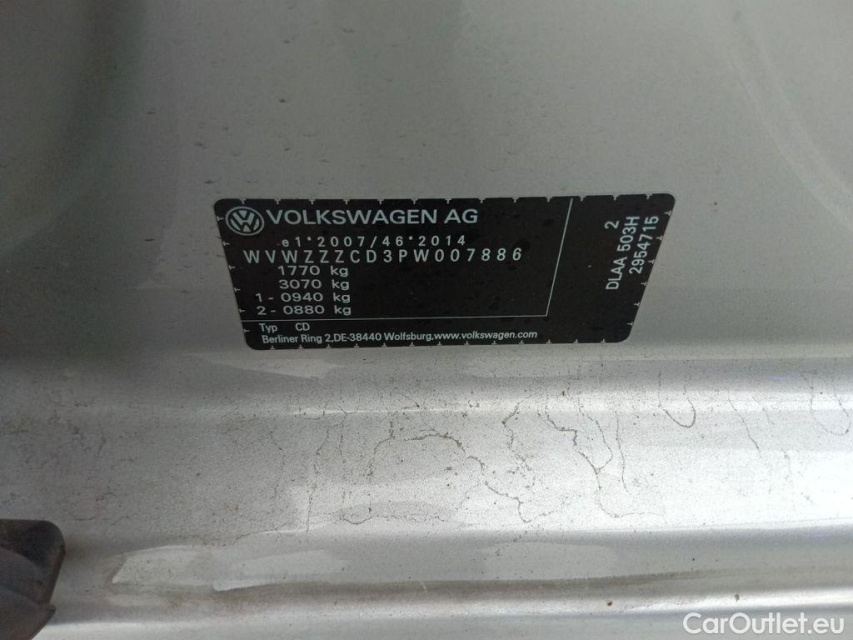 VOLKSWAGEN AG
e1*2007/46*2014
WVWZZZCD3PW007886
1770 kg
3070 kg
1 - 0940 kg
2 - 0880 kg
Typ CD
Berliner Ring 2,DE-38440 Wolfsburg,www.volkswagen.com
2
DLAA 503H
2954715
CarOutlet.eu